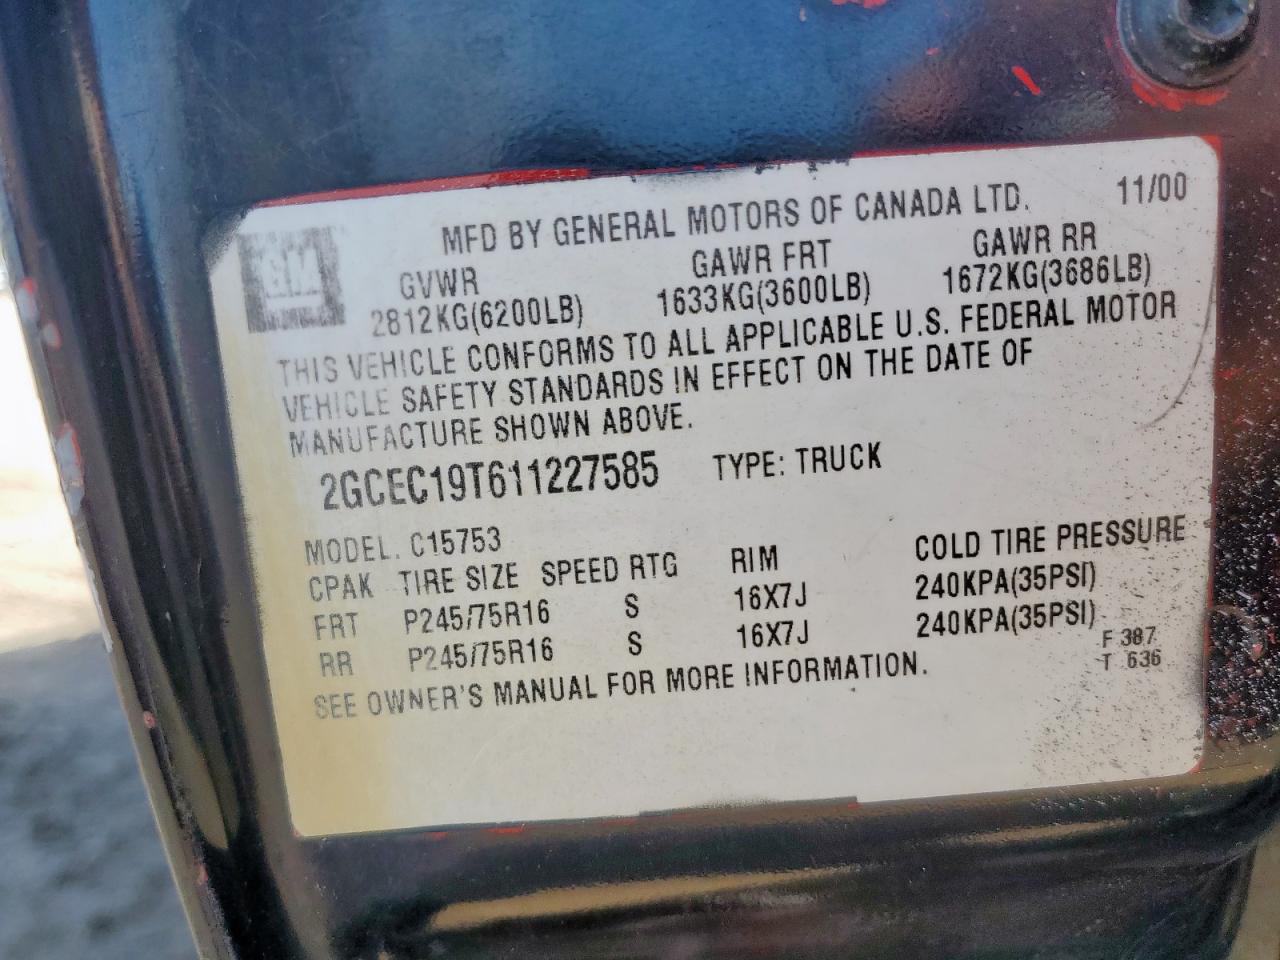 GM
MFD BY GENERAL MOTORS OF CANADA LTD. 11/00
GVWR GAWR FRT GAWR RR
2812KG(6200LB) 1633KG(3600LB) 1672KG(3686LB)
THIS VEHICLE CONFORMS TO ALL APPLICABLE U.S. FEDERAL MOTOR
VEHICLE SAFETY STANDARDS IN EFFECT ON THE DATE OF
MANUFACTURE SHOWN ABOVE.
2GCEC19T611227585 TYPE: TRUCK
MODEL. C15753
CPAK TIRE SIZE SPEED RTG RIM COLD TIRE PRESSURE
FRT P245/75R16 S 16X7J 240KPA(35PSI)
RR P245/75R16 S 16X7J 240KPA(35PSI)
F 387
T 636
SEE OWNER'S MANUAL FOR MORE INFORMATION.